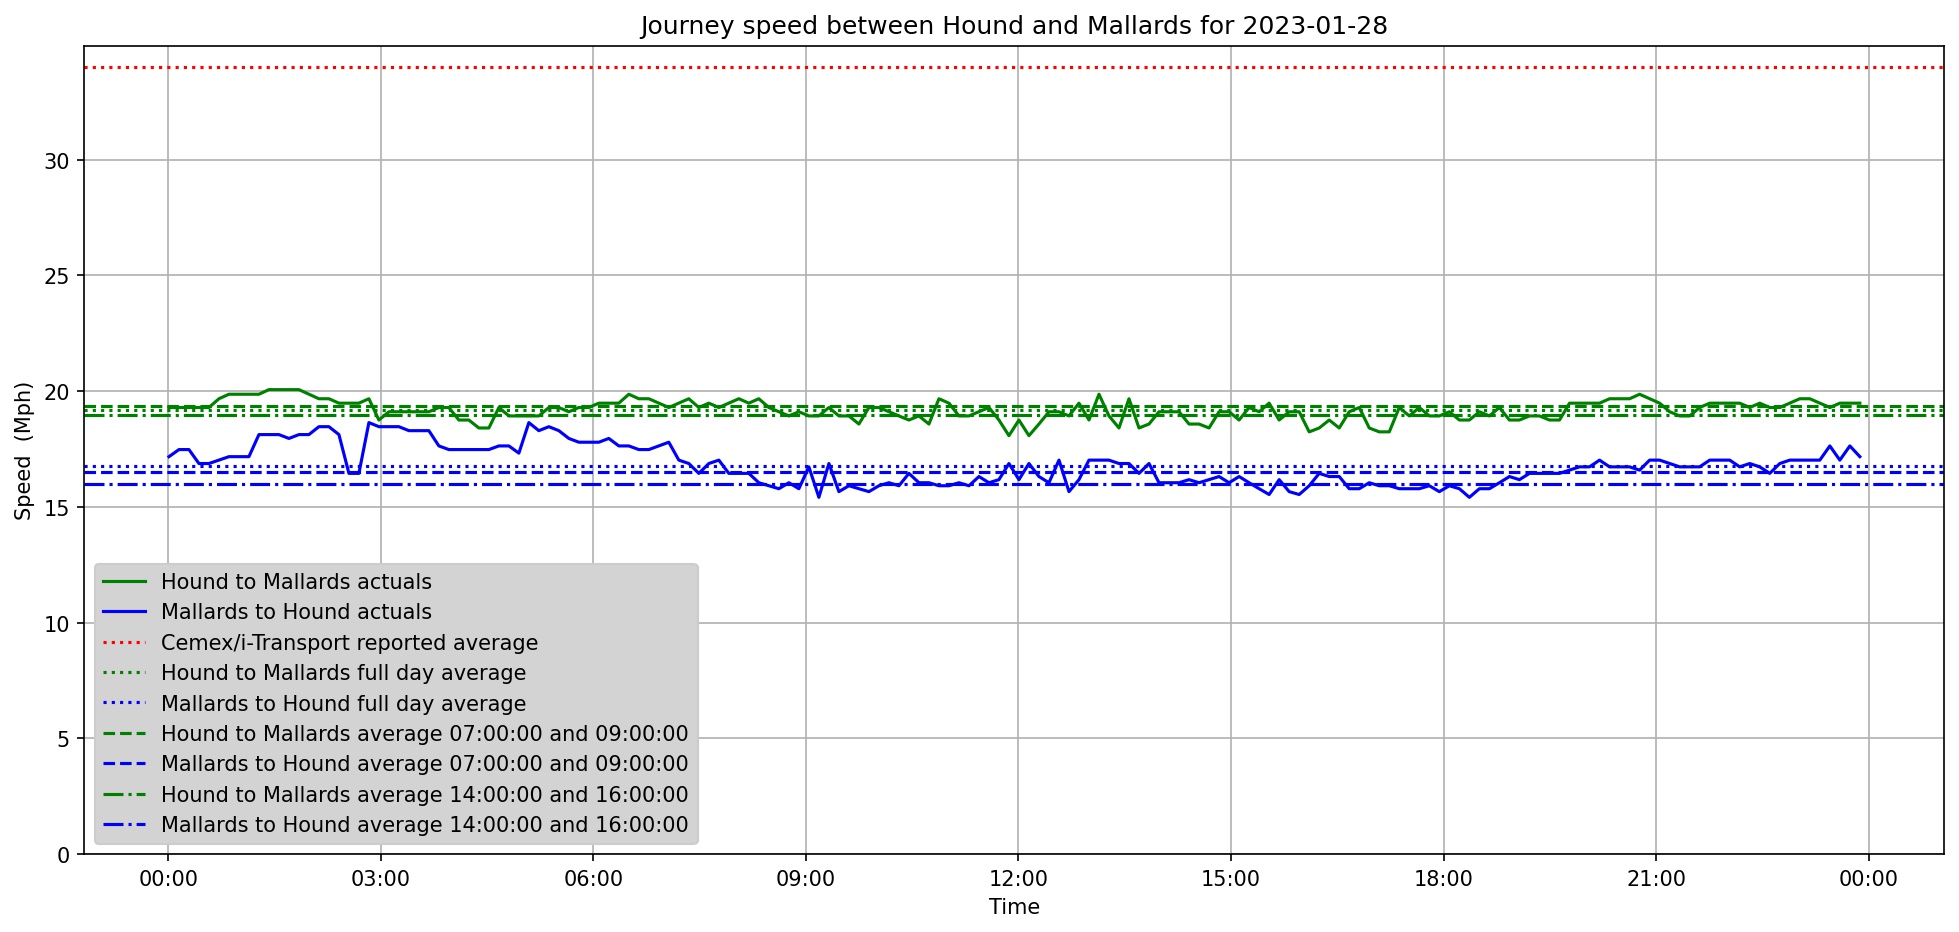 Journey speed between Hound and Mallards for 2023-01-28
Speed (Mph)
30
25
20
15
10
5
0
Hound to Mallards actuals
Mallards to Hound actuals
Cemex/i-Transport reported average
Hound to Mallards full day average
Mallards to Hound full day average
Hound to Mallards average 07:00:00 and 09:00:00
Mallards to Hound average 07:00:00 and 09:00:00
Hound to Mallards average 14:00:00 and 16:00:00
Mallards to Hound average 14:00:00 and 16:00:00
00:00 03:00 06:00 09:00 12:00 15:00 18:00 21:00 00:00
Time